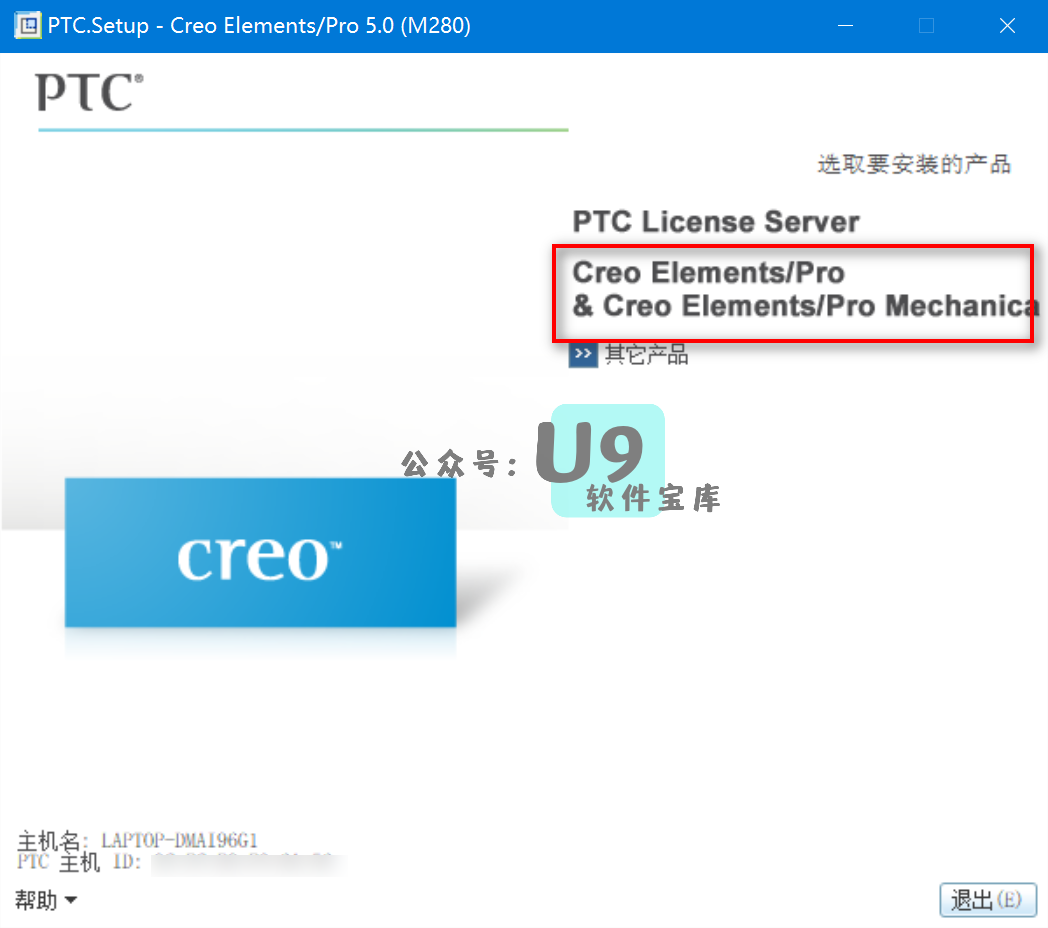 PTC.Setup - Creo Elements/Pro 5.0 (M280)
PTC®
选取要安装的产品
PTC License Server
Creo Elements/Pro
& Creo Elements/Pro Mechanica
>> 其它产品
公众号: U9
软件宝库
creo™
主机名: LAPTOP-DMAI96G1
PTC 主机 ID:
帮助
退出(E)